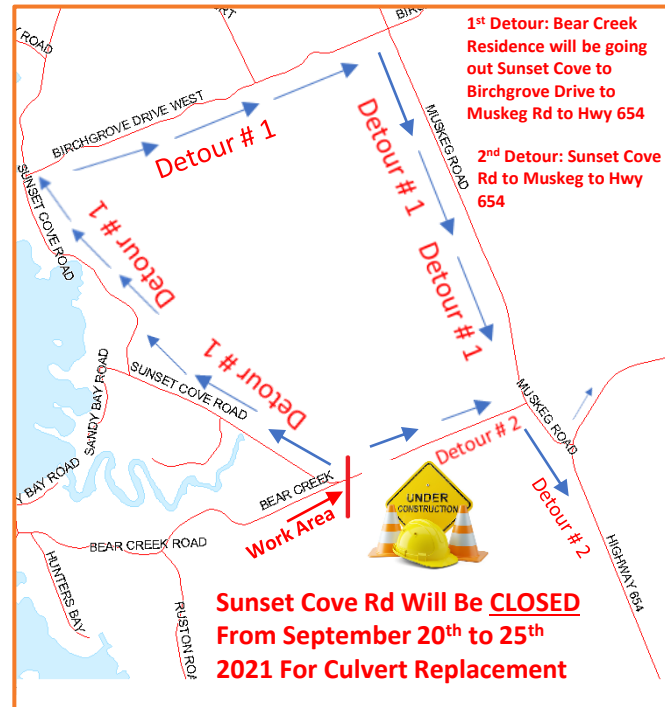 BIRC
1st Detour: Bear Creek
Residence will be going
out Sunset Cove to
Birchgrove Drive to
Muskeg Rd to Hwy 654
2nd Detour: Sunset Cove
Rd to Muskeg to Hwy
654
BIRCHGROVE DRIVE WEST
Detour # 1
MUSKEG ROAD
Detour # 1
Detour # 1
SUNSET COVE ROAD
Detour # 1
Detour # 1
SUNSET COVE ROAD
SANDY BAY ROAD
Y BAY ROAD
MUSKEG ROAD
Detour # 2
Detour # 2
BEAR CREEK
Work Area
UNDER
CONSTRUCTION
BEAR CREEK ROAD
HUNTERS BAY
RUSTON ROA
HIGHWAY 654
Sunset Cove Rd Will Be CLOSED
From September 20th to 25th
2021 For Culvert Replacement